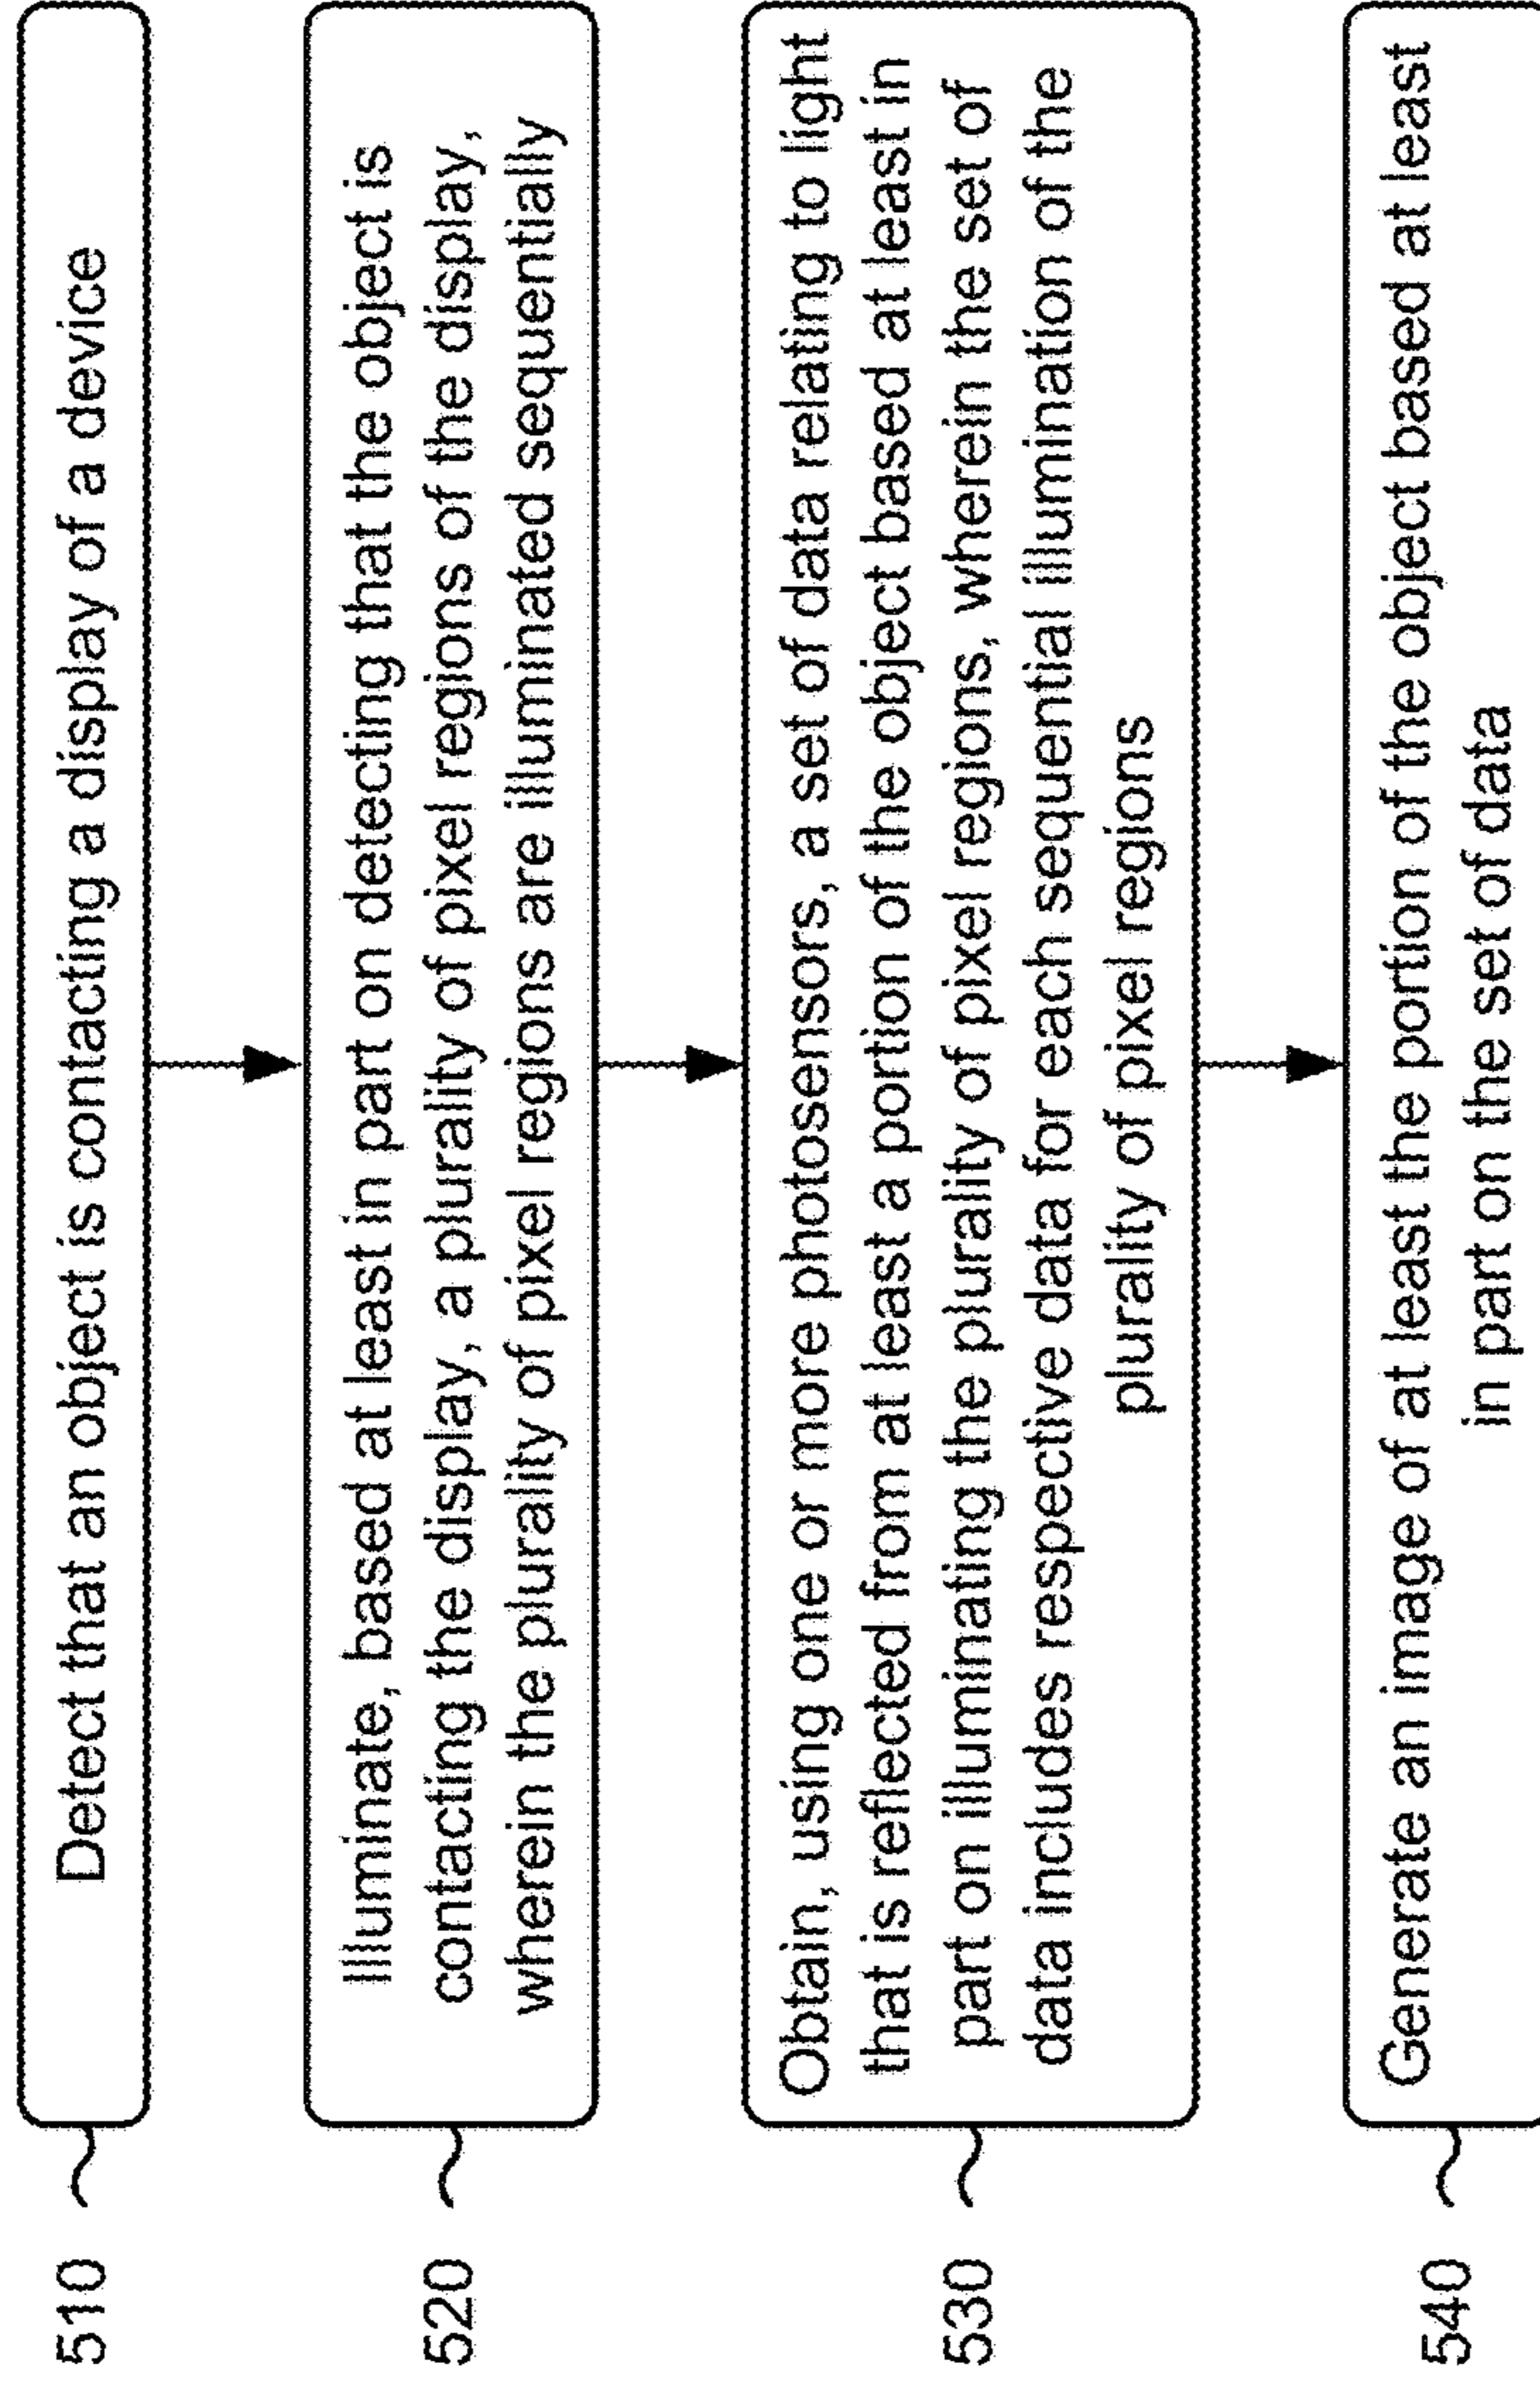 510
Detect that an object is contacting a display of a device
520
Illuminate, based at least in part on detecting that the object is
contacting the display, a plurality of pixel regions of the display,
wherein the plurality of pixel regions are illuminated sequentially
530
Obtain, using one or more photosensors, a set of data relating to light
that is reflected from at least a portion of the object based at least in
part on illuminating the plurality of pixel regions, wherein the set of
data includes respective data for each sequential illumination of the
plurality of pixel regions
540
Generate an image of at least the portion of the object based at least
in part on the set of data